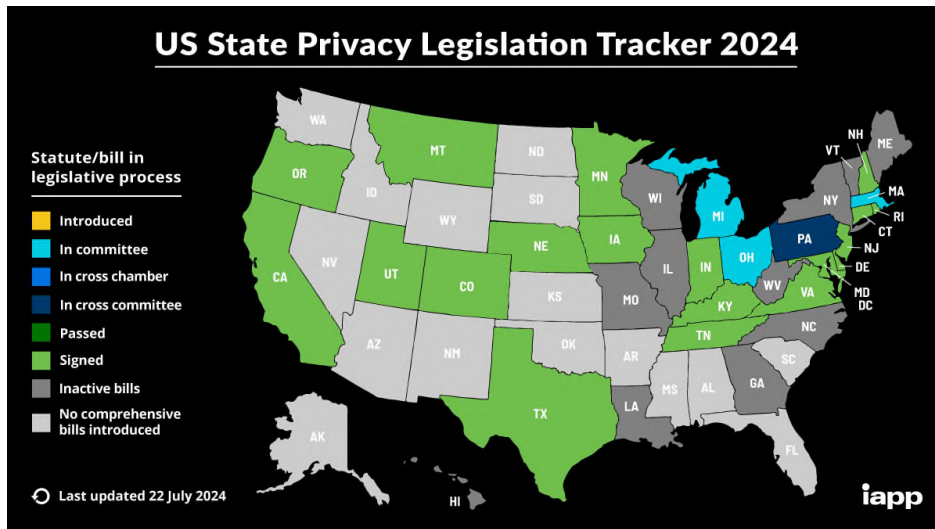 US State Privacy Legislation Tracker 2024
Statute/bill in
legislative process
Introduced
In committee
In cross chamber
In cross committee
Passed
Signed
Inactive bills
No comprehensive
bills introduced
Last updated 22 July 2024
WA
MT
ND
MN
OR
ID
WY
SD
WI
MI
NV
CA
UT
CO
NE
IA
IL
IN
OH
PA
NY
VT
NH
ME
MA
RI
CT
NJ
DE
MD
DC
WV
VA
KY
KS
MO
AZ
NM
OK
AR
TN
NC
SC
MS
AL
GA
TX
LA
FL
AK
HI
iapp